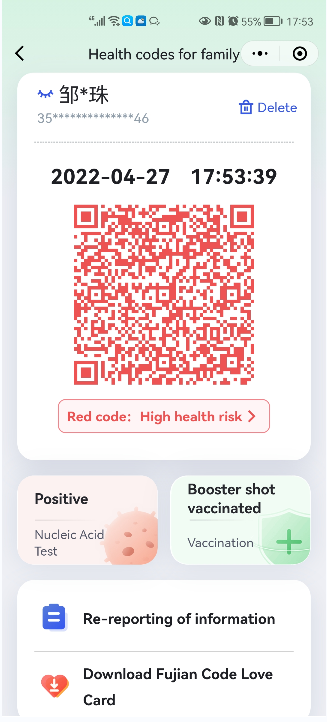 55% 17:53
Health codes for family
邹*珠
35**************46
Delete
2022-04-27 17:53:39
Red code: High health risk
Positive
Nucleic Acid
Test
Booster shot
vaccinated
Vaccination
Re-reporting of information
Download Fujian Code Love
Card